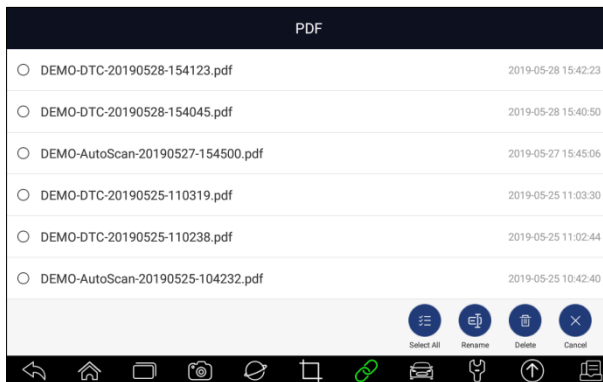 PDF
DEMO-DTC-20190528-154123.pdf 2019-05-28 15:42:23
DEMO-DTC-20190528-154045.pdf 2019-05-28 15:40:50
DEMO-AutoScan-20190527-154500.pdf 2019-05-27 15:45:06
DEMO-DTC-20190525-110319.pdf 2019-05-25 11:03:30
DEMO-DTC-20190525-110238.pdf 2019-05-25 11:02:44
DEMO-AutoScan-20190525-104232.pdf 2019-05-25 10:42:40
Select All Rename Delete Cancel